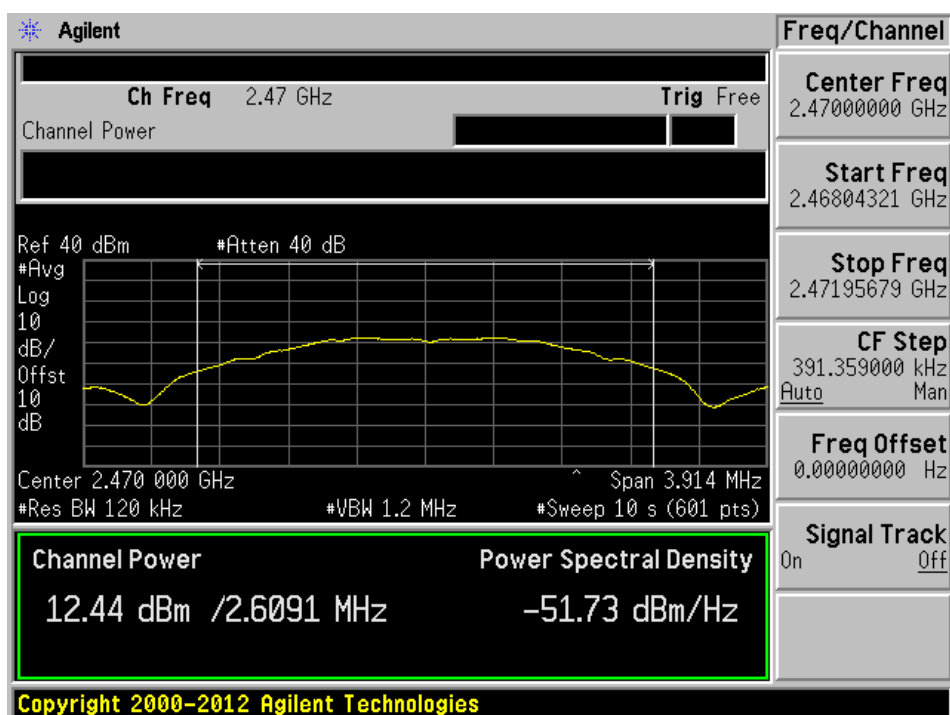 Agilent
Ch Freq 2.47 GHz Trig Free
Channel Power
Ref 40 dBm #Atten 40 dB
#Avg
Log
10
dB/
Offst
10
dB
Center 2.470 000 GHz ^ Span 3.914 MHz
#Res BW 120 kHz #VBW 1.2 MHz #Sweep 10 s (601 pts)
Channel Power Power Spectral Density
12.44 dBm /2.6091 MHz -51.73 dBm/Hz
Copyright 2000-2012 Agilent Technologies
Freq/Channel
Center Freq
2.47000000 GHz
Start Freq
2.46804321 GHz
Stop Freq
2.47195679 GHz
CF Step
391.359000 kHz
Auto Man
Freq Offset
0.00000000 Hz
Signal Track
On Off